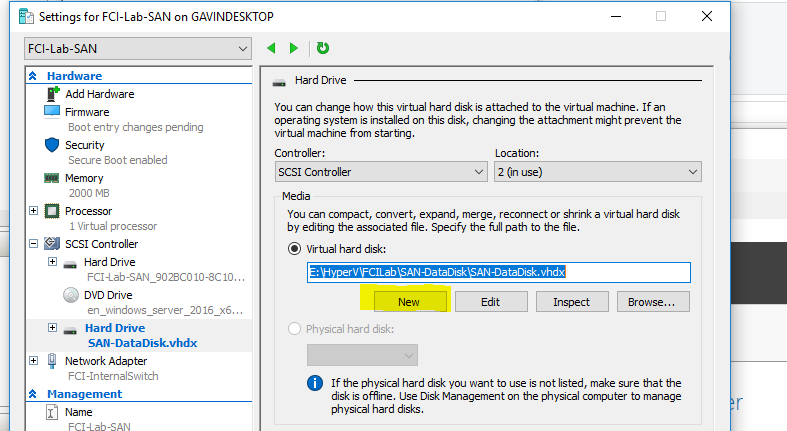 Settings for FCI-Lab-SAN on GAVINDESKTOP
FCI-Lab-SAN
Hardware
Add Hardware
Firmware
Boot entry changes pending
Security
Secure Boot enabled
Memory
2000 MB
Processor
1 Virtual processor
SCSI Controller
Hard Drive
FCI-Lab-SAN_902BC010-8C10...
DVD Drive
en_windows_server_2016_x6...
Hard Drive
SAN-DataDisk.vhdx
Network Adapter
FCI-InternalSwitch
Management
Name
FCI-Lab-SAN
Hard Drive
You can change how this virtual hard disk is attached to the virtual machine. If an
operating system is installed on this disk, changing the attachment might prevent the
virtual machine from starting.
Controller: Location:
SCSI Controller 2 (in use)
Media
You can compact, convert, expand, merge, reconnect or shrink a virtual hard disk
by editing the associated file. Specify the full path to the file.
Virtual hard disk:
E:\HyperV\FCILab\SAN-DataDisk\SAN-DataDisk.vhdx
New Edit Inspect Browse...
Physical hard disk:
If the physical hard disk you want to use is not listed, make sure that the
disk is offline. Use Disk Management on the physical computer to manage
physical hard disks.
er